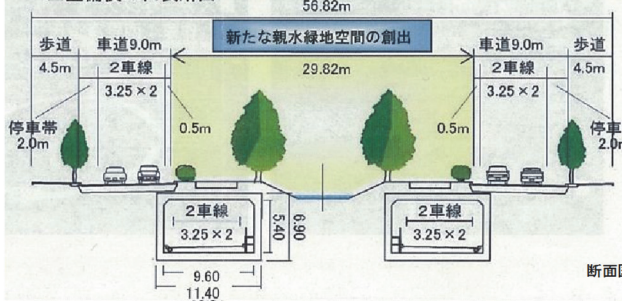 56.82m
歩道
車道9.0m
新たな親水緑地空間の創出
車道9.0m
歩道
4.5m
2車線
29.82m
2車線
4.5m
3.25×2
3.25×2
停車帯
2.0m
0.5m
0.5m
停車
2車線
3.25×2
5.40
6.90
2車線
3.25×2
9.60
11.40
断面